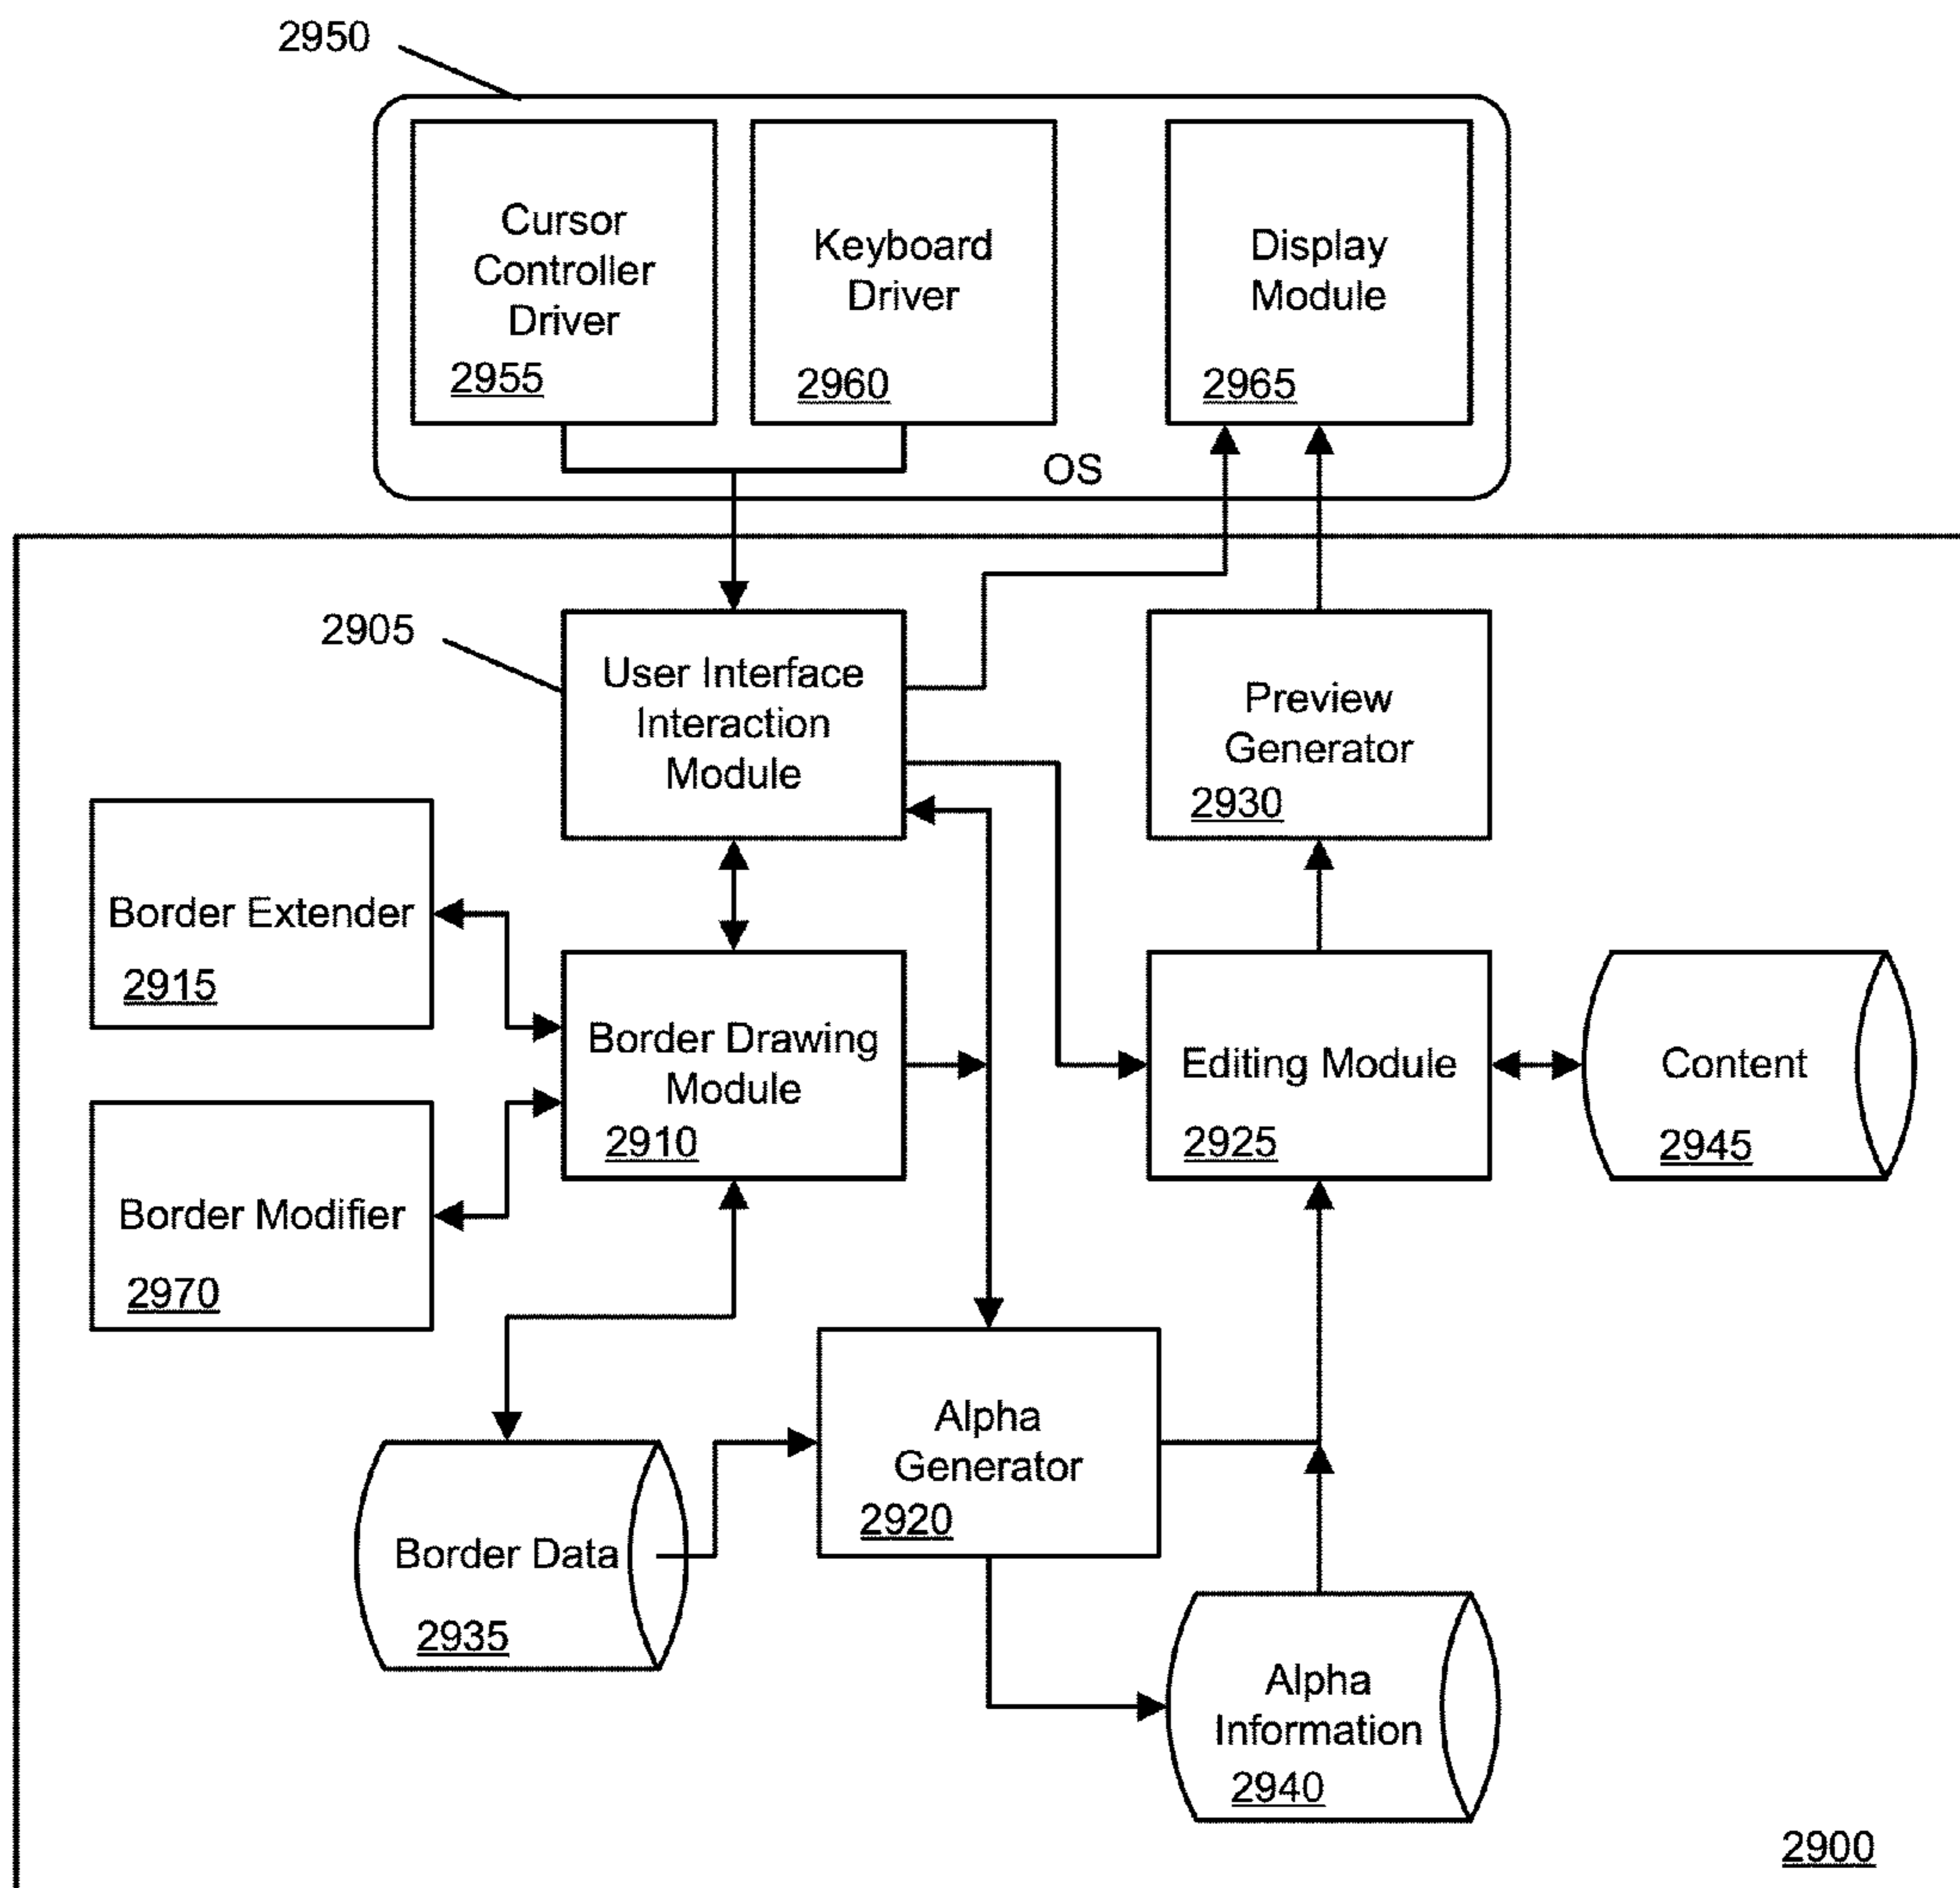 2950
Cursor
Controller
Driver
2955
Keyboard
Driver
2960
Display
Module
2965
OS
2905
User Interface
Interaction
Module
Preview
Generator
2930
Border Extender
2915
Border Drawing
Module
2910
Editing Module
2925
Content
2945
Border Modifier
2970
Alpha
Generator
2920
Border Data
2935
Alpha
Information
2940
2900